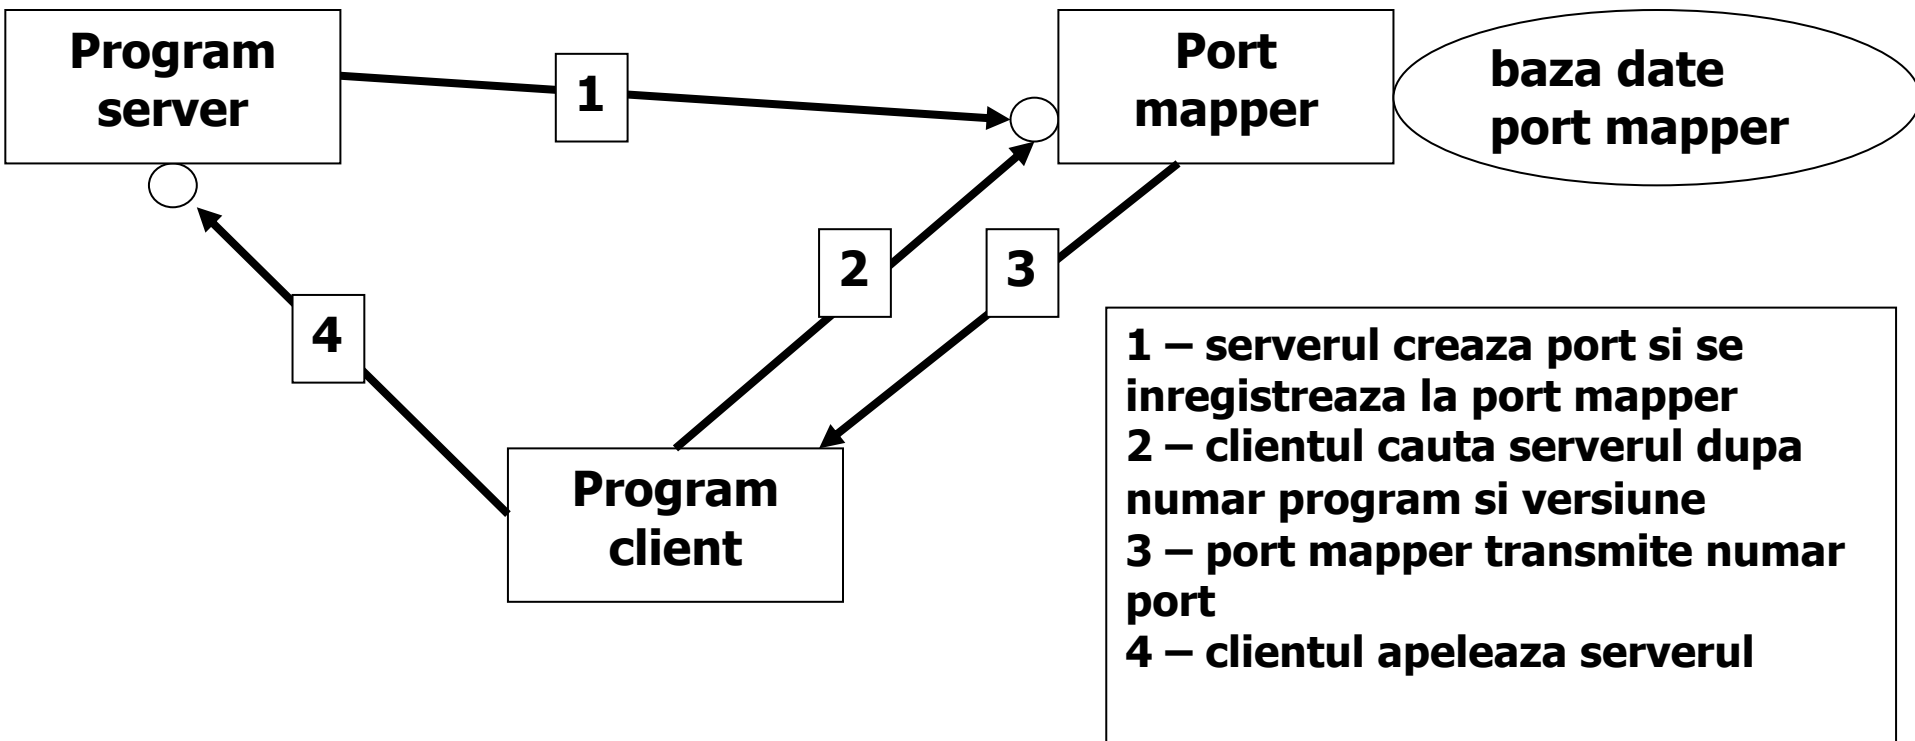 Program
server
1
Port
mapper
baza date
port mapper
2
3
4
Program
client
1 – serverul creaza port si se
inregistreaza la port mapper
2 – clientul cauta serverul dupa
numar program si versiune
3 – port mapper transmite numar
port
4 – clientul apeleaza serverul